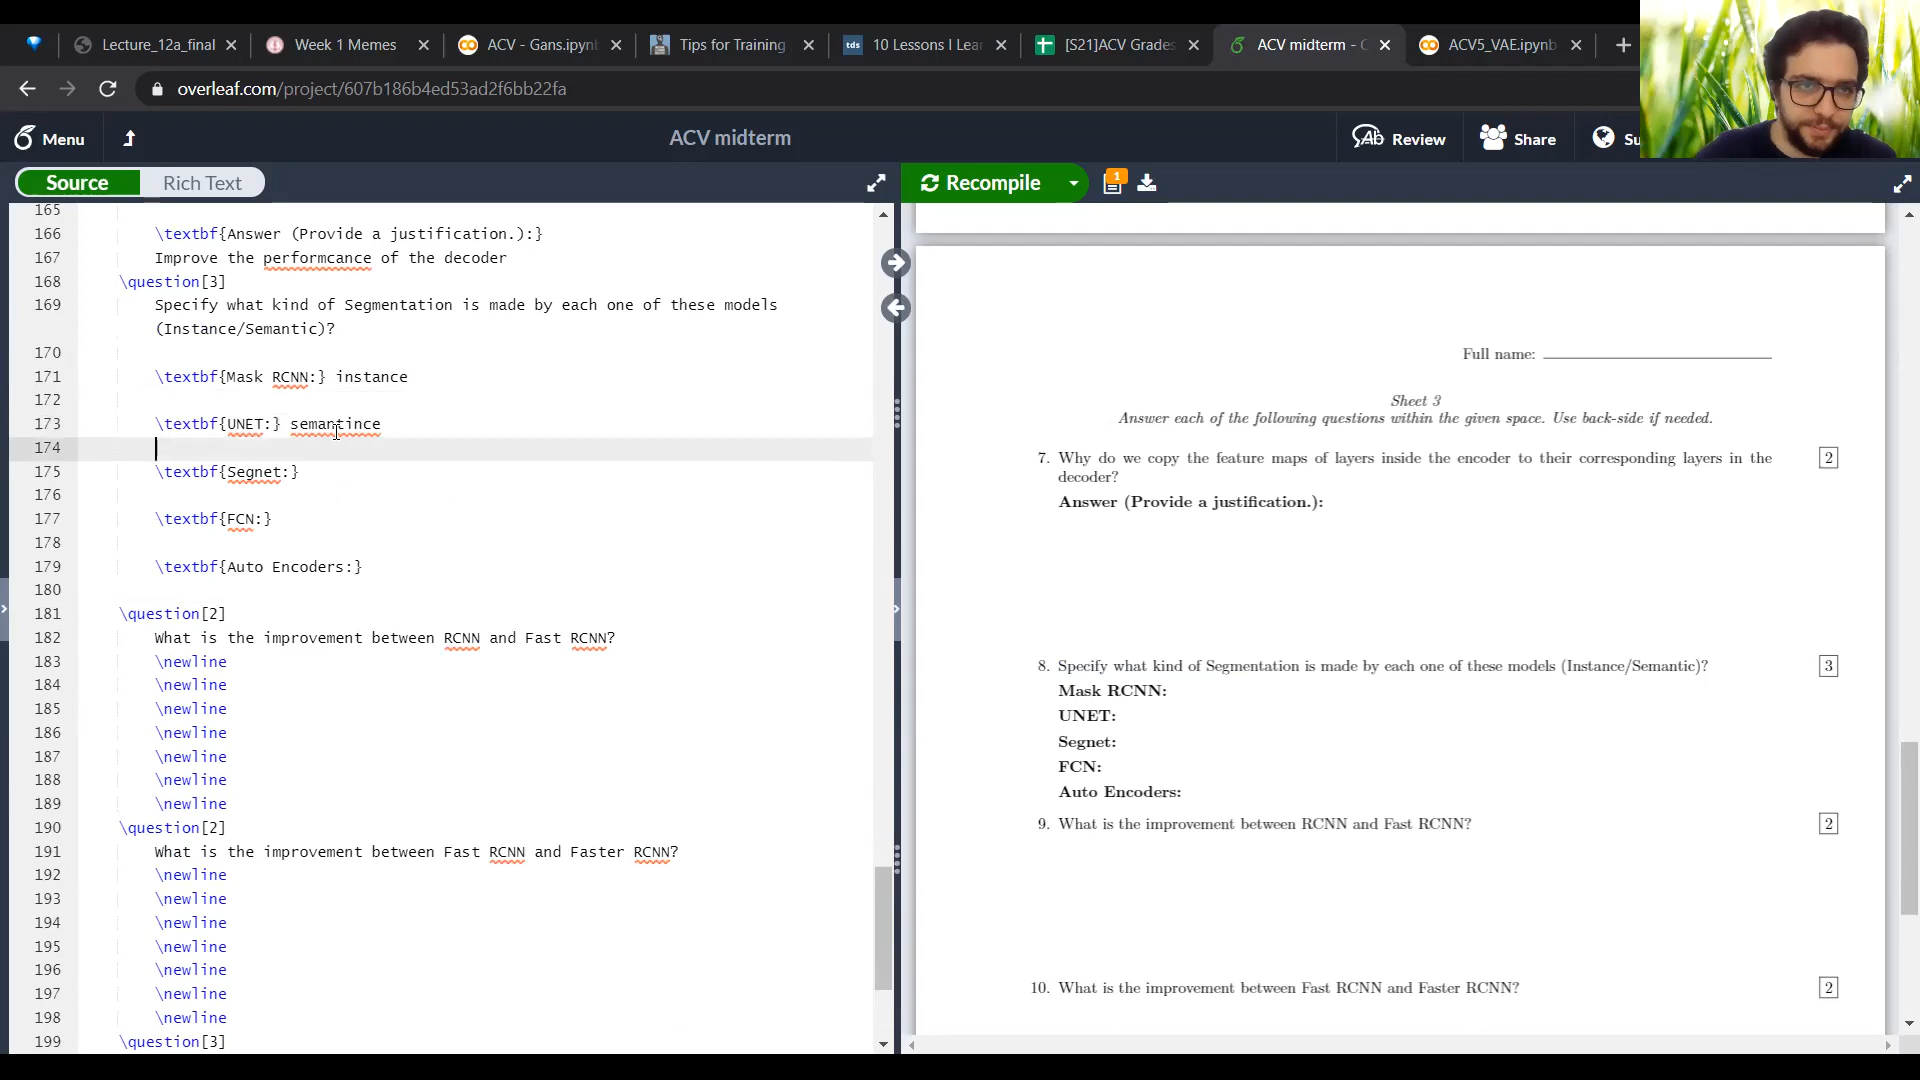 Lecture_12a_final
Week 1 Memes
ACV - Gans.ipynb
Tips for Training
tds
10 Lessons I Lear
[S21]ACV Grades
ACV midterm - O
ACV5_VAE.ipynb
overleaf.com/project/607b186b4ed53ad2f6bb22fa
Menu
ACV midterm
Review
Share
Su
Source
Rich Text
Recompile
1
165
166 \textbf{Answer (Provide a justification.):}
167 Improve the performcance of the decoder
168 \question[3]
169 Specify what kind of Segmentation is made by each one of these models
(Instance/Semantic)?
170
171 \textbf{Mask RCNN:} instance
172
173 \textbf{UNET:} semantince
174
175 \textbf{Segnet:}
176
177 \textbf{FCN:}
178
179 \textbf{Auto Encoders:}
180
181 \question[2]
182 What is the improvement between RCNN and Fast RCNN?
183 \newline
184 \newline
185 \newline
186 \newline
187 \newline
188 \newline
189 \newline
190 \question[2]
191 What is the improvement between Fast RCNN and Faster RCNN?
192 \newline
193 \newline
194 \newline
195 \newline
196 \newline
197 \newline
198 \newline
199 \question[3]
Full name:
Sheet 3
Answer each of the following questions within the given space. Use back-side if needed.
7. Why do we copy the feature maps of layers inside the encoder to their corresponding layers in the 2
decoder?
Answer (Provide a justification.):
8. Specify what kind of Segmentation is made by each one of these models (Instance/Semantic)? 3
Mask RCNN:
UNET:
Segnet:
FCN:
Auto Encoders:
9. What is the improvement between RCNN and Fast RCNN? 2
10. What is the improvement between Fast RCNN and Faster RCNN? 2